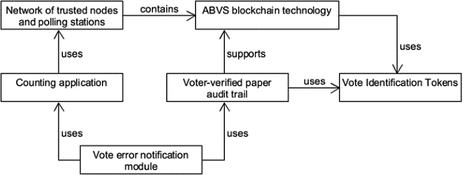 Network of trusted nodes
and polling stations
contains
ABVS blockchain technology
uses
supports
uses
Counting application
Voter-verified paper
audit trail
uses
Vote Identification Tokens
uses
uses
Vote error notification
module